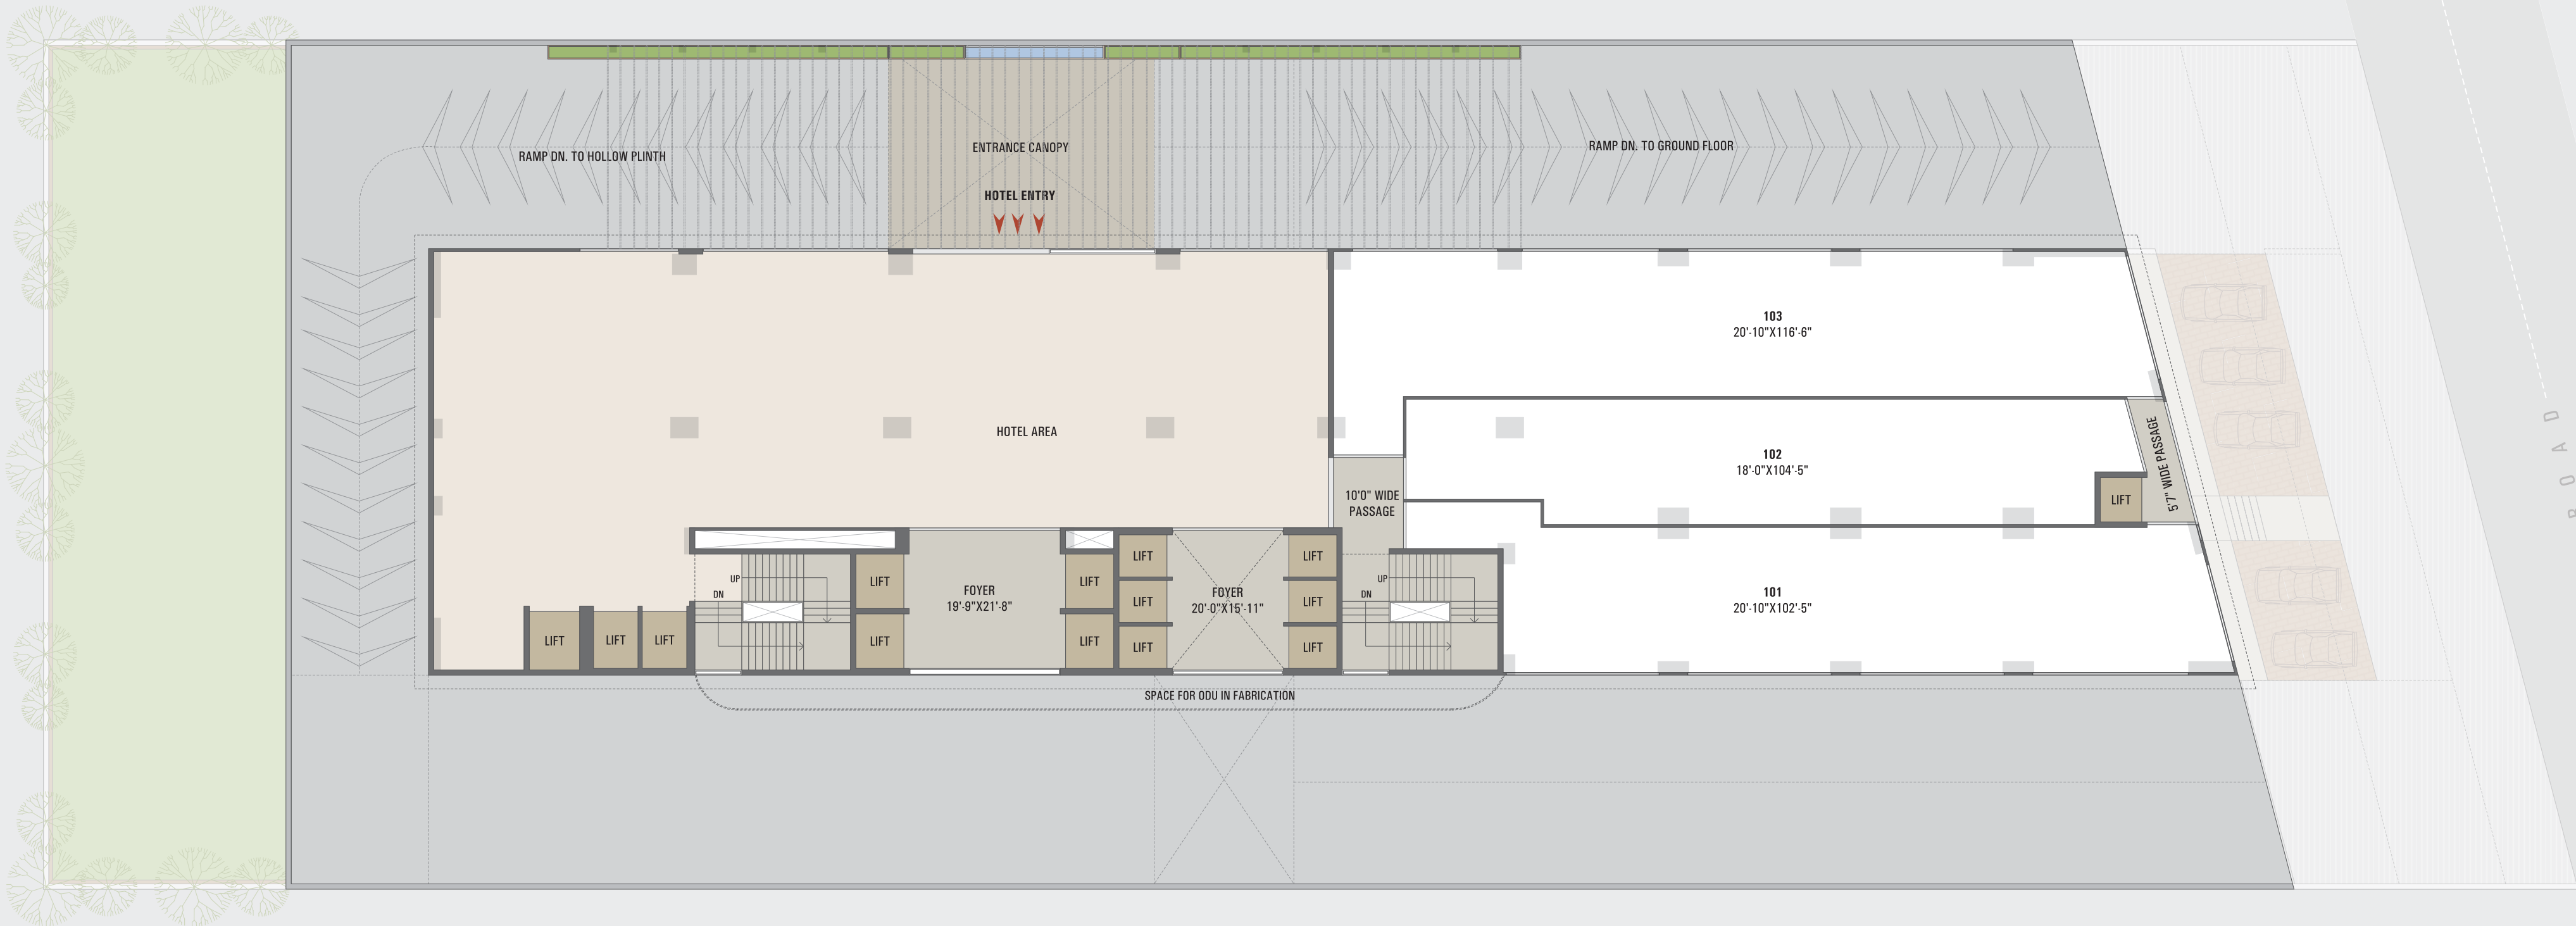 RAMP DN. TO HOLLOW PLINTH
ENTRANCE CANOPY
HOTEL ENTRY
RAMP DN. TO GROUND FLOOR
103
20'-10"X116'-6"
HOTEL AREA
102
18'-0"X104'-5"
10'0" WIDE
PASSAGE
LIFT
5'7" WIDE PASSAGE
ROAD
UP
DN
LIFT
LIFT
LIFT
LIFT
LIFT
FOYER
19'-9"X21'-8"
LIFT
LIFT
LIFT
LIFT
LIFT
FOYER
20'-0"X15'-11"
LIFT
LIFT
LIFT
UP
DN
101
20'-10"X102'-5"
SPACE FOR ODU IN FABRICATION